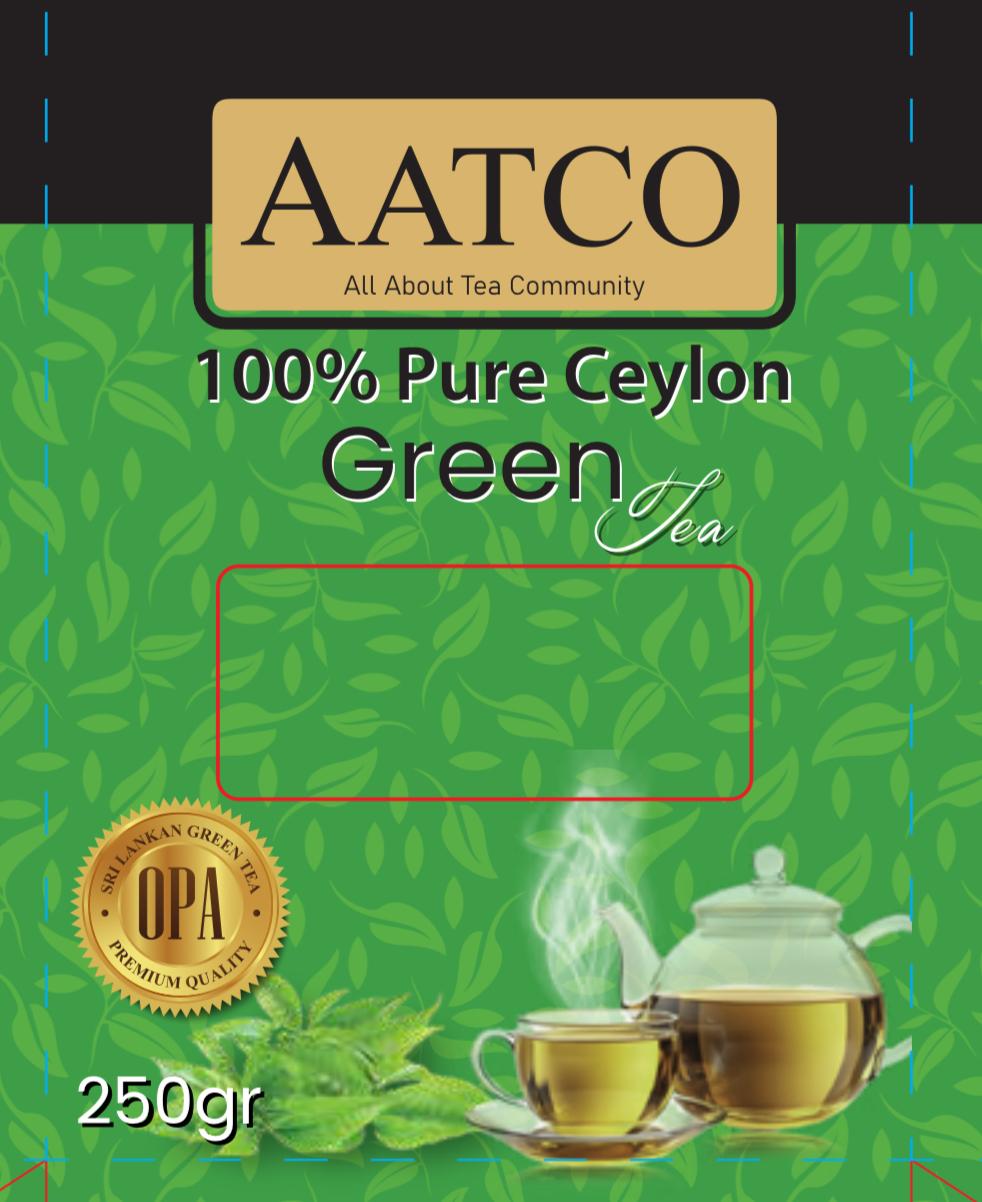 AATCO
All About Tea Community
100% Pure Ceylon
Green
Tea
SRI LANKAN GREEN TEA
OPA
PREMIUM QUALITY
250gr